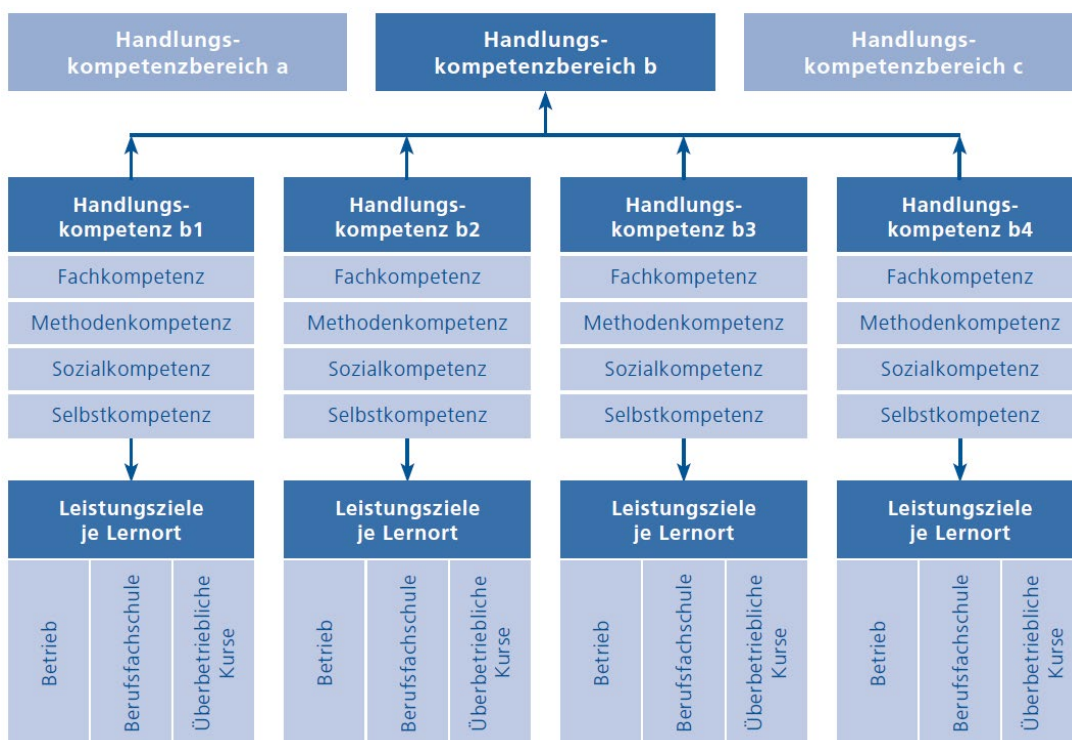 Handlungs-
kompetenzbereich a
Handlungs-
kompetenzbereich b
Handlungs-
kompetenzbereich c
Handlungs-
kompetenz b1
Fachkompetenz
Methodenkompetenz
Sozialkompetenz
Selbstkompetenz
Leistungsziele
je Lernort
Betrieb
Berufsfachschule
Überbetriebliche
Kurse
Handlungs-
kompetenz b2
Fachkompetenz
Methodenkompetenz
Sozialkompetenz
Selbstkompetenz
Leistungsziele
je Lernort
Betrieb
Berufsfachschule
Überbetriebliche
Kurse
Handlungs-
kompetenz b3
Fachkompetenz
Methodenkompetenz
Sozialkompetenz
Selbstkompetenz
Leistungsziele
je Lernort
Betrieb
Berufsfachschule
Überbetriebliche
Kurse
Handlungs-
kompetenz b4
Fachkompetenz
Methodenkompetenz
Sozialkompetenz
Selbstkompetenz
Leistungsziele
je Lernort
Betrieb
Berufsfachschule
Überbetriebliche
Kurse